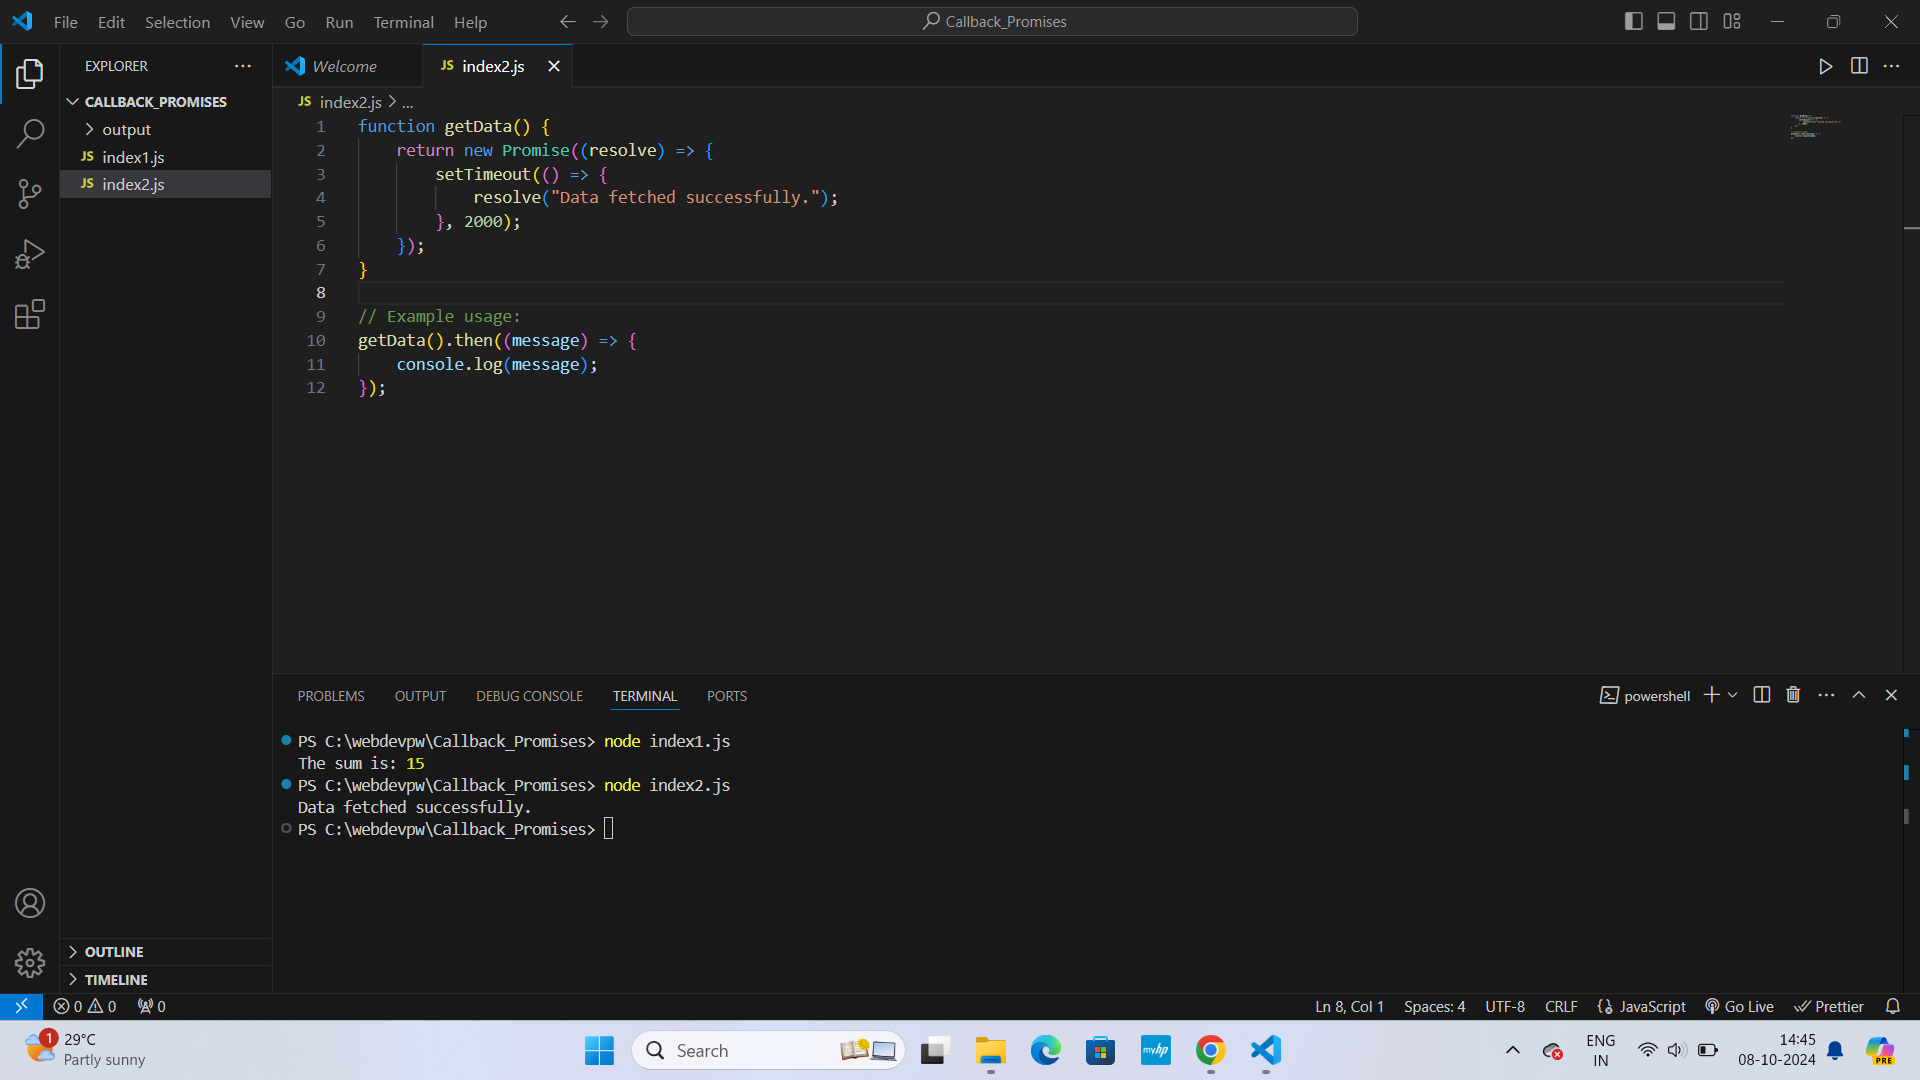 File Edit Selection View Go Run Terminal Help
Callback_Promises
EXPLORER
CALLBACK_PROMISES
output
JS index1.js
JS index2.js
OUTLINE
TIMELINE
Welcome
JS index2.js
JS index2.js > ...
1 function getData() {
2     return new Promise((resolve) => {
3         setTimeout(() => {
4             resolve("Data fetched successfully.");
5         }, 2000);
6     });
7 }
8
9 // Example usage:
10 getData().then((message) => {
11     console.log(message);
12 });
PROBLEMS OUTPUT DEBUG CONSOLE TERMINAL PORTS
powershell
PS C:\webdevpw\Callback_Promises> node index1.js
The sum is: 15
PS C:\webdevpw\Callback_Promises> node index2.js
Data fetched successfully.
PS C:\webdevpw\Callback_Promises>
0 0 0
Ln 8, Col 1 Spaces: 4 UTF-8 CRLF {} JavaScript Go Live Prettier
1
29°C
Partly sunny
Search
myhp
ENG
IN
14:45
08-10-2024
PRE